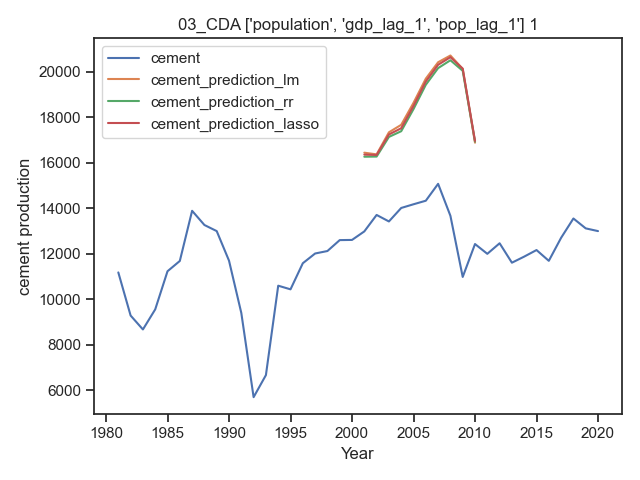 03_CDA ['population', 'gdp_lag_1', 'pop_lag_1'] 1
cement
cement_prediction_lm
cement_prediction_rr
cement_prediction_lasso
20000
18000
16000
14000
12000
10000
8000
6000
cement production
1980 1985 1990 1995 2000 2005 2010 2015 2020
Year